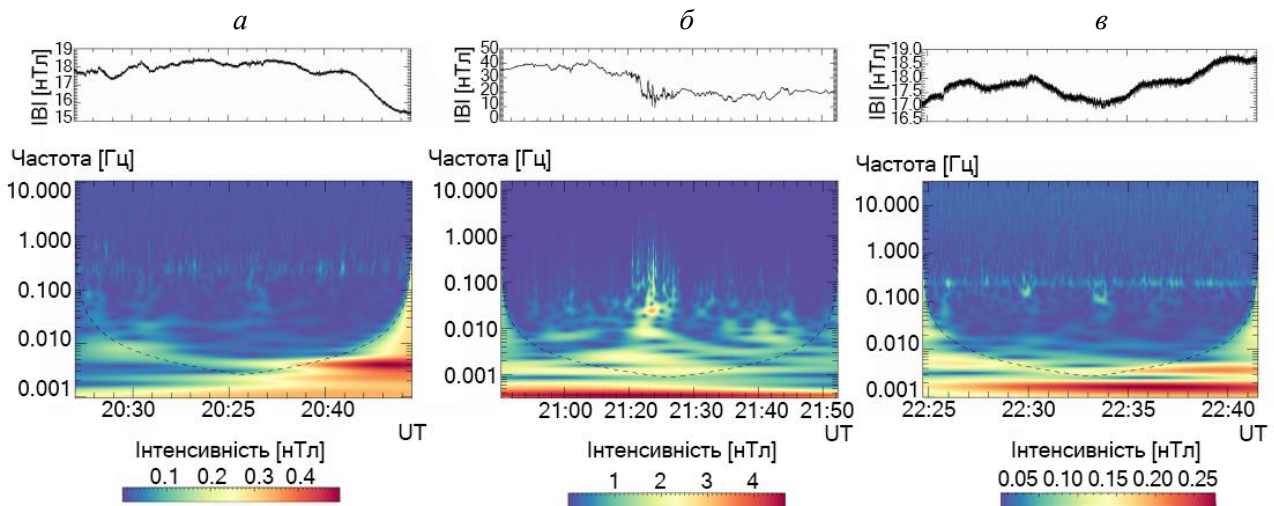 а
|B| [нТл]
19
18
17
16
15
Частота [Гц]
10.000
1.000
0.100
0.010
0.001
20:30 20:25 20:40
UT
Інтенсивність [нТл]
0.1 0.2 0.3 0.4
б
|B| [нТл]
50
40
30
20
10
0
Частота [Гц]
10.000
1.000
0.100
0.010
0.001
21:00 21:20 21:30 21:40 21:50
UT
Інтенсивність [нТл]
1 2 3 4
в
|B| [нТл]
19.0
18.5
18.0
17.5
17.0
16.5
Частота [Гц]
10.000
1.000
0.100
0.010
0.001
22:25 22:30 22:35 22:40
UT
Інтенсивність [нТл]
0.05 0.10 0.15 0.20 0.25